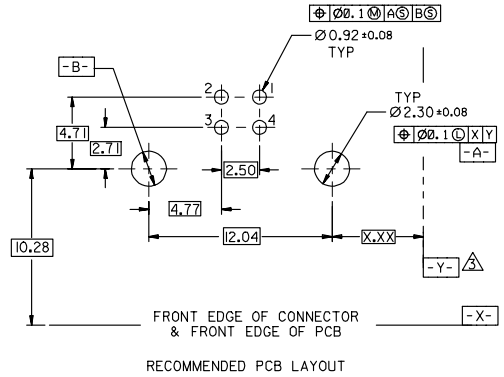 ⌖ Ø0.1 Ⓜ A Ⓢ B Ⓢ
Ø0.92 ±0.08
TYP
-B-
2 1
3 4
TYP
Ø2.30 ±0.08
⌖ Ø0.1 Ⓛ X Y
-A-
4.71
2.71
2.50
4.77
10.28
12.04
X.XX
-Y- 3
-X-
FRONT EDGE OF CONNECTOR
& FRONT EDGE OF PCB
RECOMMENDED PCB LAYOUT